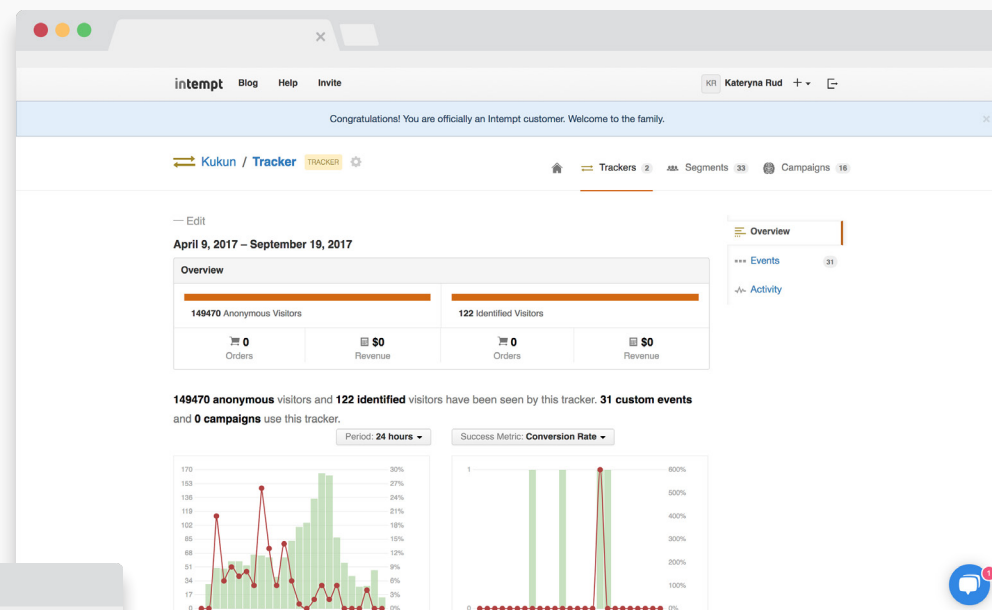 intempt Blog Help Invite KR Kateryna Rud
Congratulations! You are officially an Intempt customer. Welcome to the family.
Kukun / Tracker TRACKER Trackers 2 Segments 33 Campaigns 16
— Edit
April 9, 2017 – September 19, 2017
Overview
149470 Anonymous Visitors 122 Identified Visitors
0 $0 0 $0
Orders Revenue Orders Revenue
Overview
Events 31
Activity
149470 anonymous visitors and 122 identified visitors have been seen by this tracker. 31 custom events
and 0 campaigns use this tracker.
Period: 24 hours Success Metric: Conversion Rate
170 30%
153 27%
136 24%
119 21%
102 18%
85 15%
68 12%
51 9%
34 6%
17 3%
0 0%
1 600%
500%
400%
300%
200%
100%
0 0%
1